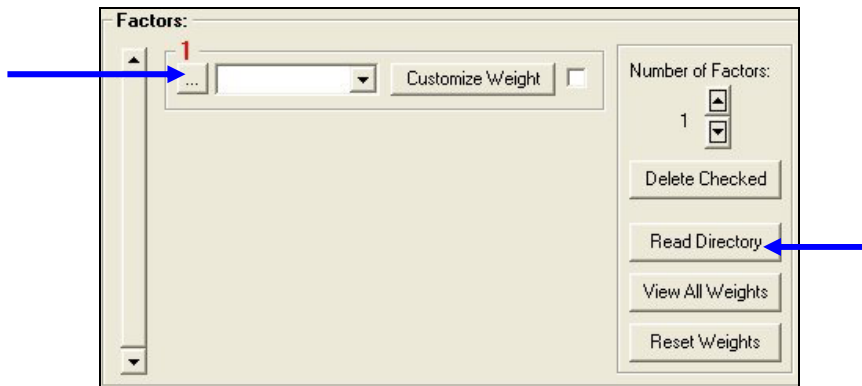 Factors:
1
... Customize Weight
Number of Factors:
1
Delete Checked
Read Directory
View All Weights
Reset Weights